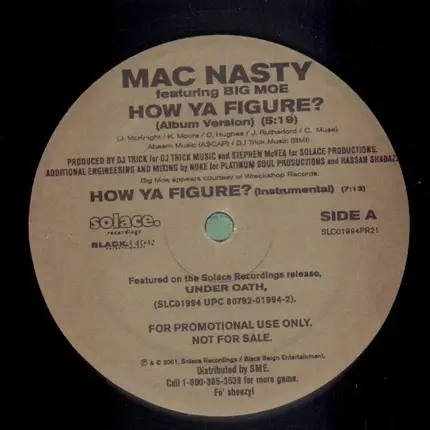 MAC NASTY
featuring BIG MOE
HOW YA FIGURE?
(Album Version) (5:19)
(J. McKnight / K. Moore / D. Hughes / J. Rutherford / C. Muse)
Abeam Music (ASCAP) / DJ Trick Music (BMI)
PRODUCED BY DJ TRICK for DJ TRICK MUSIC and STEPHEN McVEA for SOLACE PRODUCTIONS.
ADDITIONAL ENGINEERING AND MIXING by NOKE for PLATINUM SOUL PRODUCTIONS and HASSAN SHABAZZ
Big Moe appears courtesy of Wreckshop Records.
HOW YA FIGURE? (Instrumental) (7:13)
solace.
recordings
BLACK
SIDE A
SLC01994PR21
Featured on the Solace Recordings release,
UNDER OATH,
(SLC01994 UPC 80792-01994-2).
FOR PROMOTIONAL USE ONLY.
NOT FOR SALE.
℗ & © 2001, Solace Recordings / Black Reign Entertainment.
Distributed by S.M.E.
Call 1-800-385-3538 for more game.
Fo' sheezy!